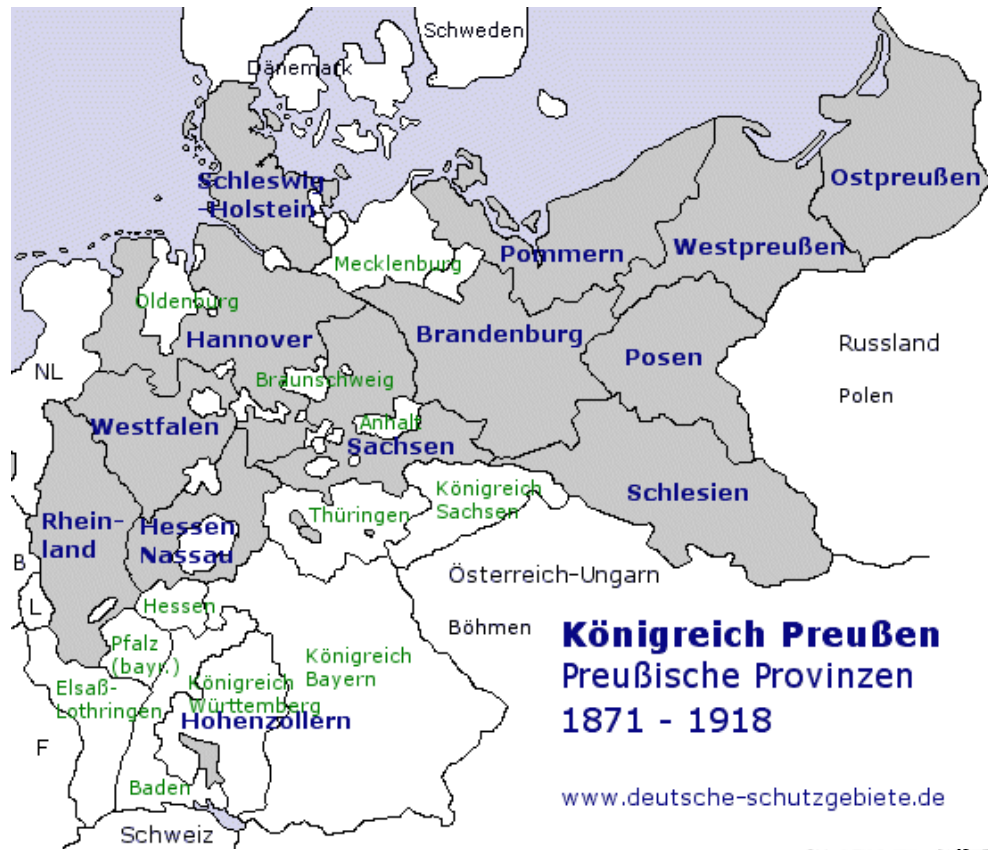 Schweden
Dänemark
Schleswig
-Holstein
Ostpreußen
Westpreußen
Pommern
Mecklenburg
Oldenburg
Hannover
Brandenburg
Russland
Posen
NL
Braunschweig
Polen
Westfalen
Anhalt
Sachsen
Königreich
Sachsen
Schlesien
Thüringen
Rhein-
land
Hessen
Nassau
B
Österreich-Ungarn
L
Hessen
Böhmen
Königreich Preußen
Preußische Provinzen
1871 - 1918
Pfalz
(bayr.)
Königreich
Bayern
Elsaß-
Lothringen
Königreich
Württemberg
Hohenzollern
F
Baden
www.deutsche-schutzgebiete.de
Schweiz